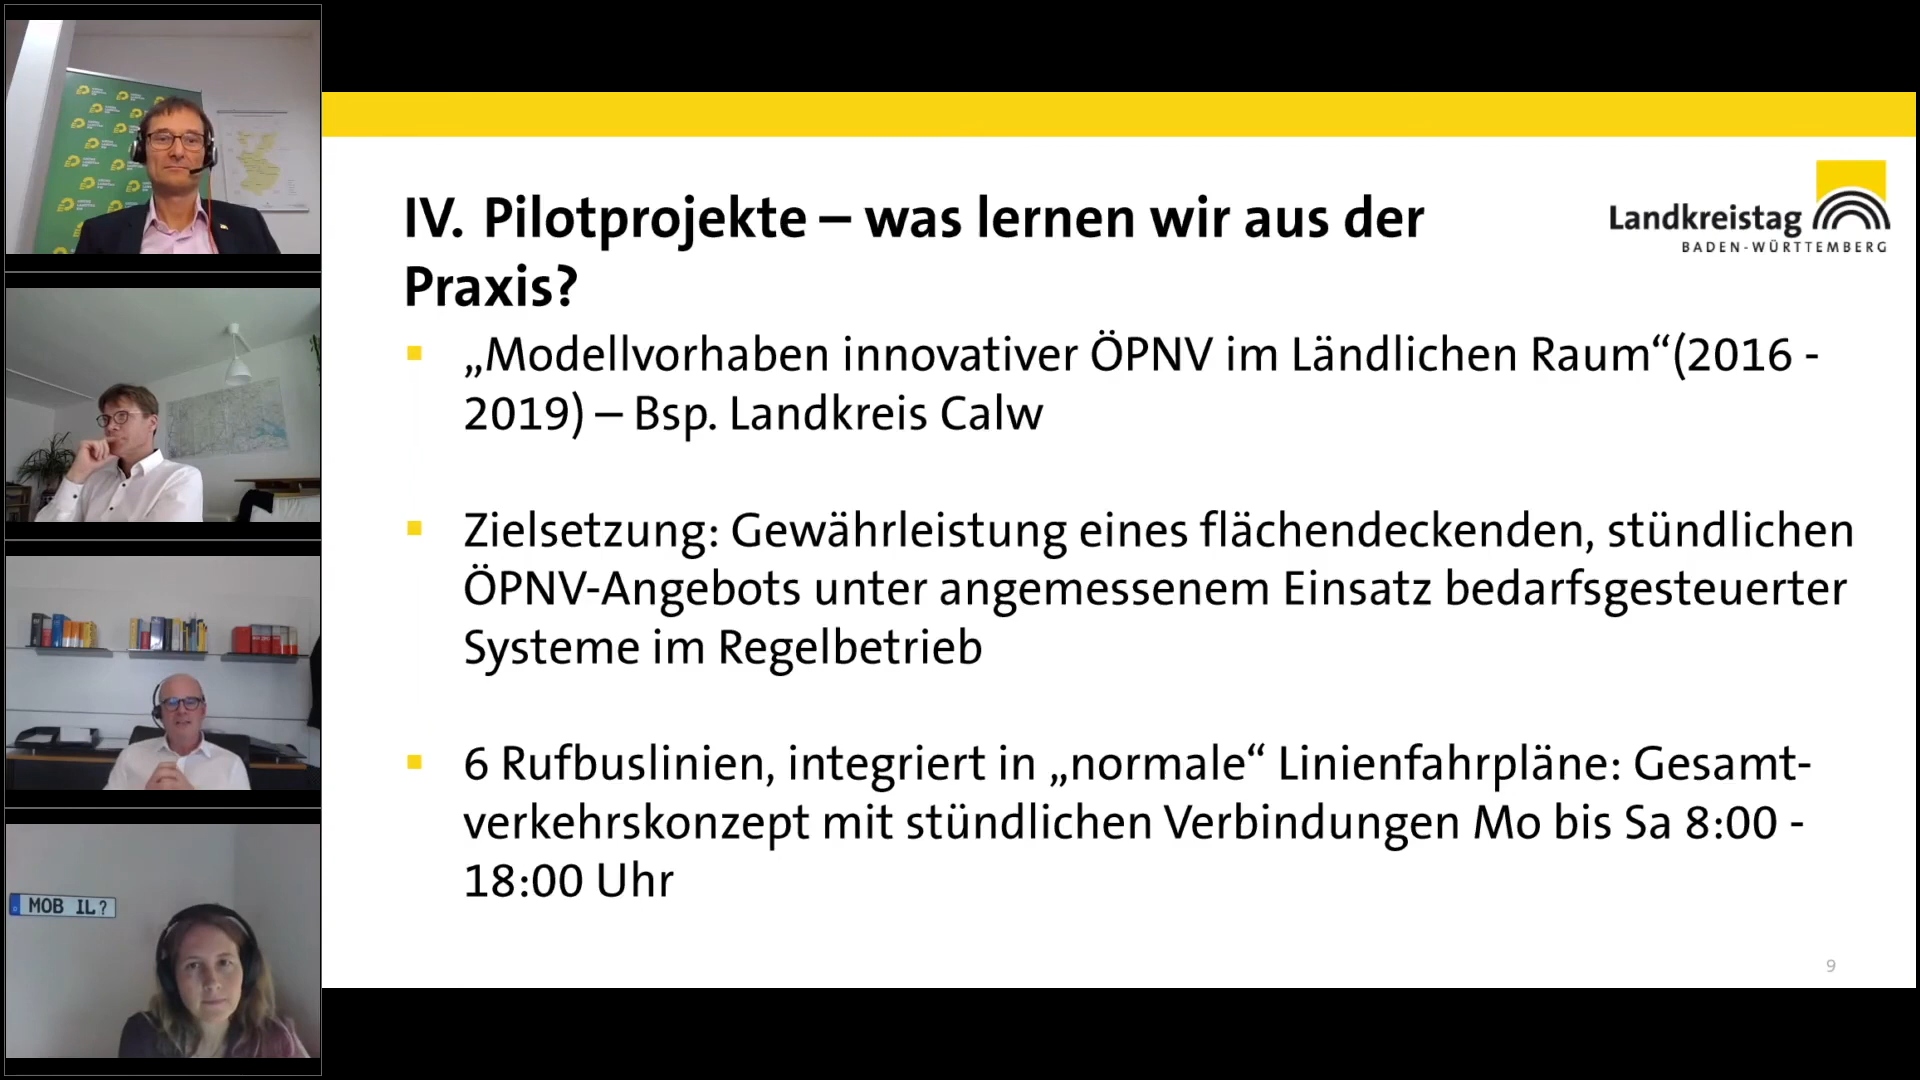 IV. Pilotprojekte – was lernen wir aus der
Praxis?
Landkreistag
BADEN-WÜRTTEMBERG
„Modellvorhaben innovativer ÖPNV im Ländlichen Raum“(2016 -
2019) – Bsp. Landkreis Calw
Zielsetzung: Gewährleistung eines flächendeckenden, stündlichen
ÖPNV-Angebots unter angemessenem Einsatz bedarfsgesteuerter
Systeme im Regelbetrieb
6 Rufbuslinien, integriert in „normale“ Linienfahrpläne: Gesamt-
verkehrskonzept mit stündlichen Verbindungen Mo bis Sa 8:00 -
18:00 Uhr
9
MOB IL?